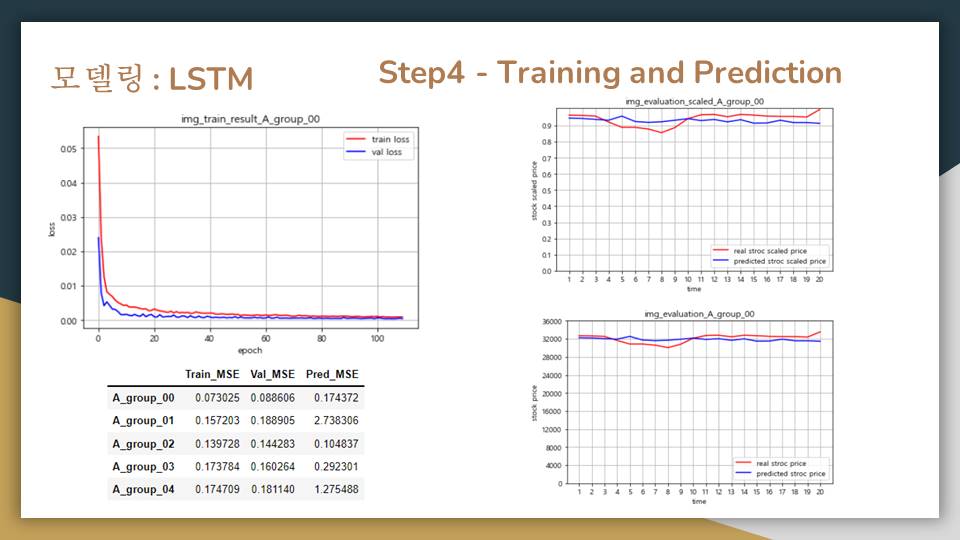 모델링 : LSTM
Step4 - Training and Prediction
img_train_result_A_group_00
train loss
val loss
0.05
0.04
0.03
0.02
0.01
0.00
loss
0 20 40 60 80 100
epoch
Train_MSE Val_MSE Pred_MSE
A_group_00 0.073025 0.088606 0.174372
A_group_01 0.157203 0.188905 2.738306
A_group_02 0.139728 0.144283 0.104837
A_group_03 0.173784 0.160264 0.292301
A_group_04 0.174709 0.181140 1.275488
img_evaluation_scaled_A_group_00
0.9
0.8
0.7
0.6
0.5
0.4
0.3
0.2
0.1
0.0
stock scaled price
real stroc scaled price
predicted stroc scaled price
1 2 3 4 5 6 7 8 9 10 11 12 13 14 15 16 17 18 19 20
time
img_evaluation_A_group_00
36000
32000
28000
24000
20000
16000
12000
8000
4000
0
stock price
real stroc price
predicted stroc price
1 2 3 4 5 6 7 8 9 10 11 12 13 14 15 16 17 18 19 20
time